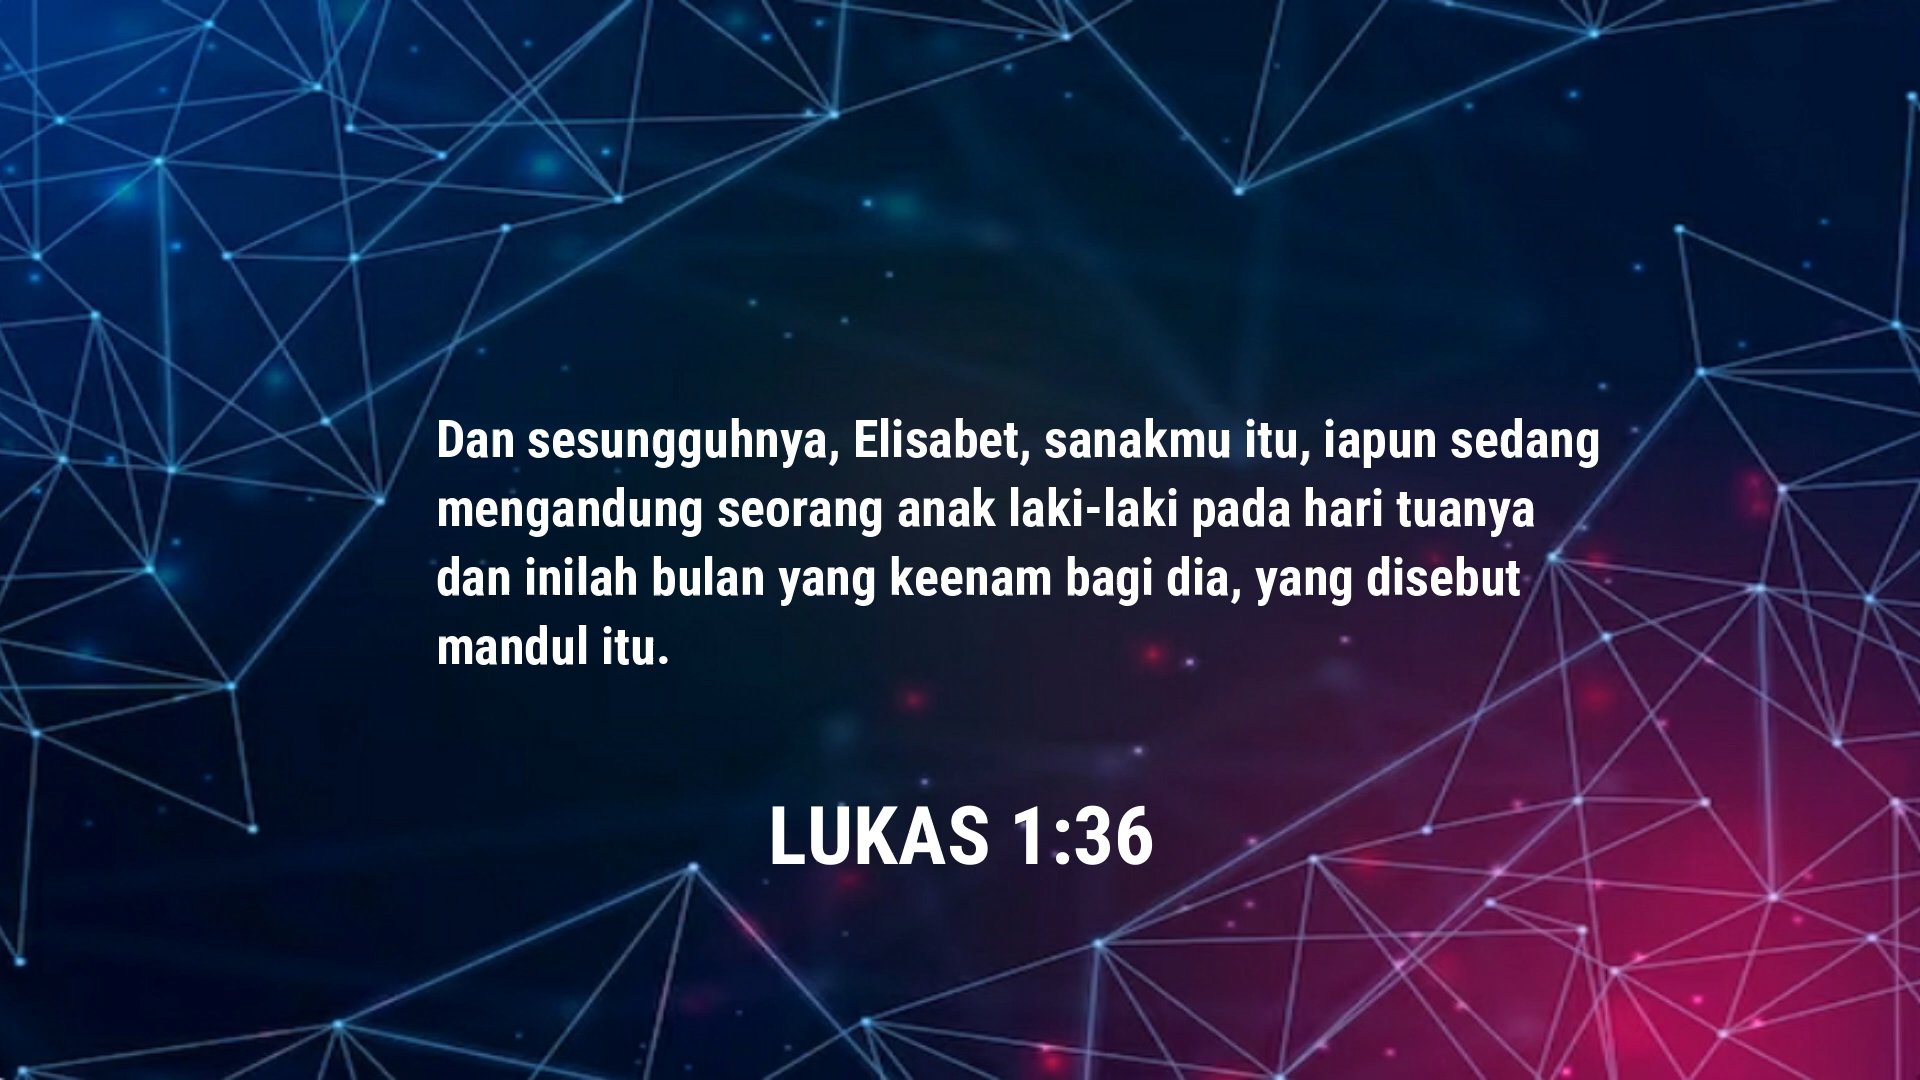 Dan sesungguhnya, Elisabet, sanakmu itu, iapun sedang
mengandung seorang anak laki-laki pada hari tuanya
dan inilah bulan yang keenam bagi dia, yang disebut
mandul itu.
LUKAS 1:36